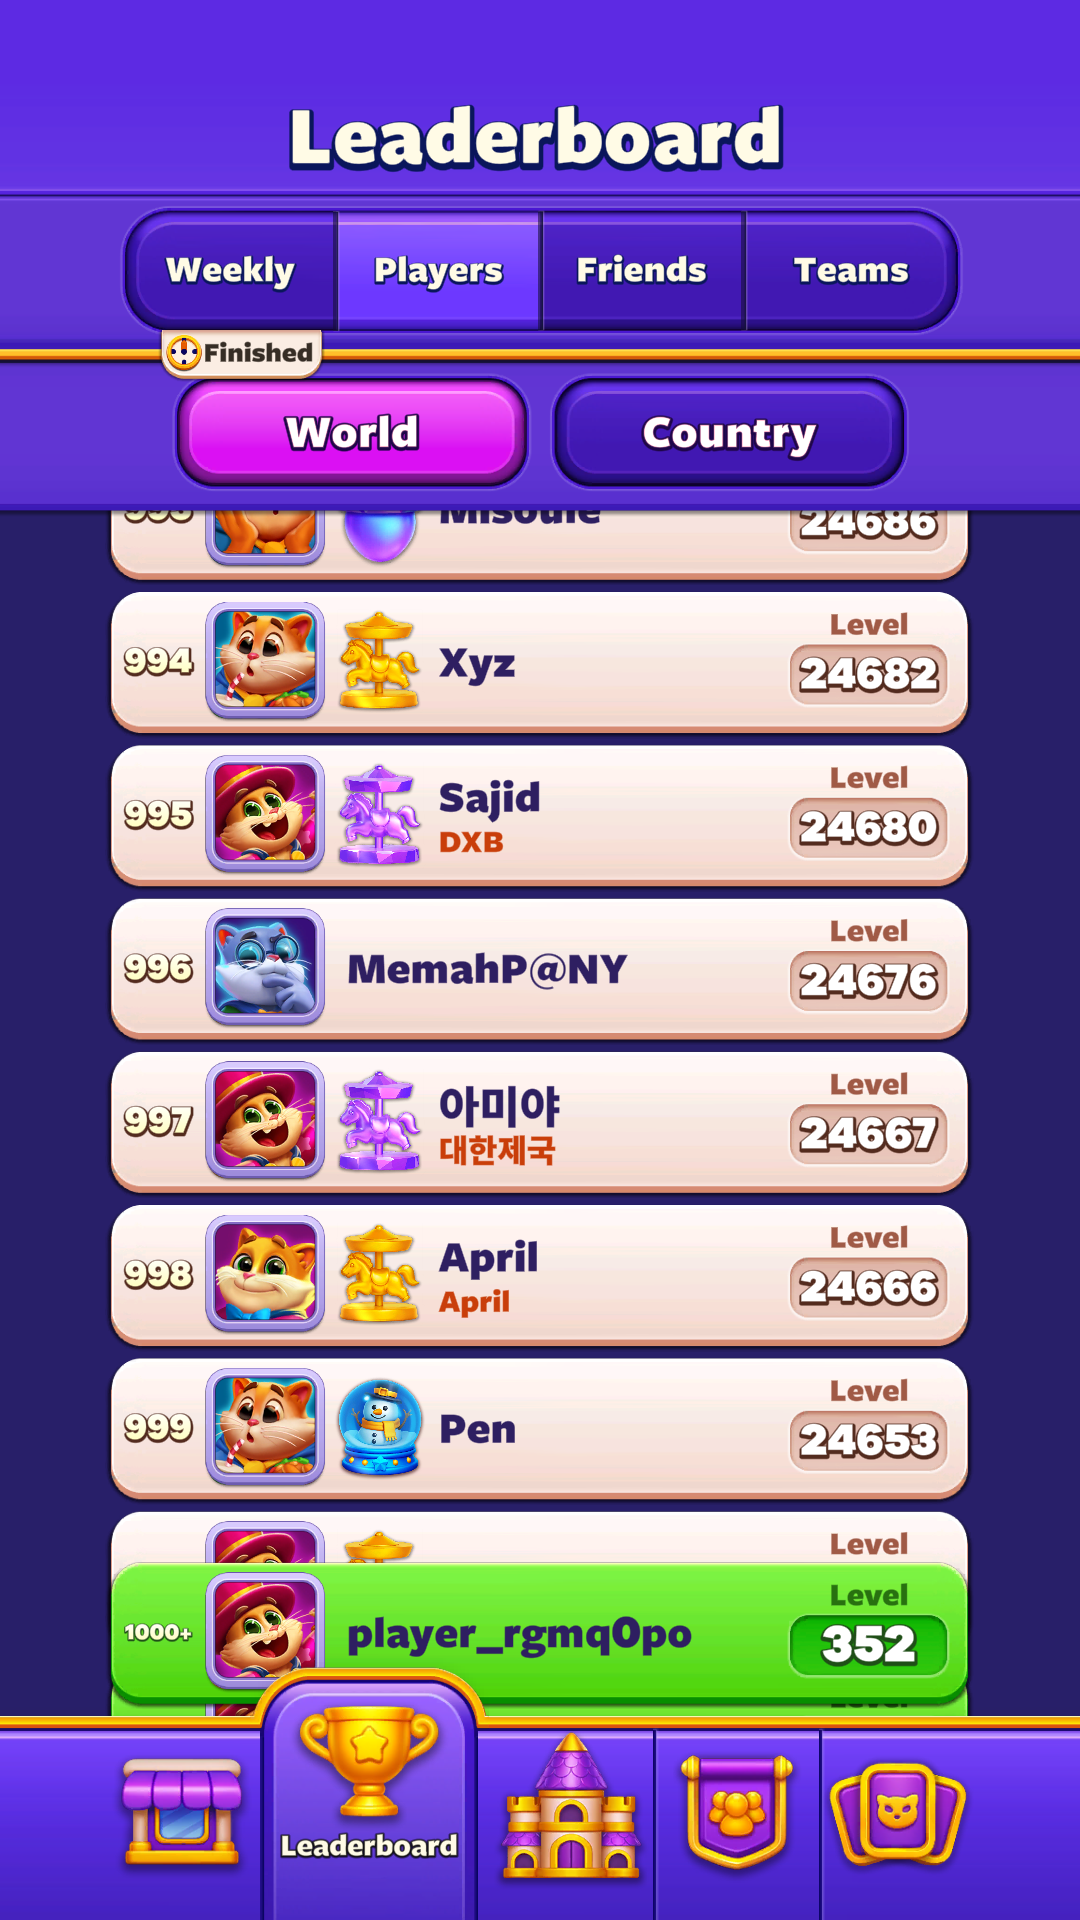 Leaderboard
Weekly Players Friends Teams
Finished
World Country
Misoule 24686
Level
994 Xyz 24682
Level
995 Sajid 24680
DXB
Level
996 MemahP@NY 24676
Level
997 아미야 24667
대한제국
Level
998 April 24666
April
Level
999 Pen 24653
Level
Level
1000+ player_rgmq0po 352
Leaderboard